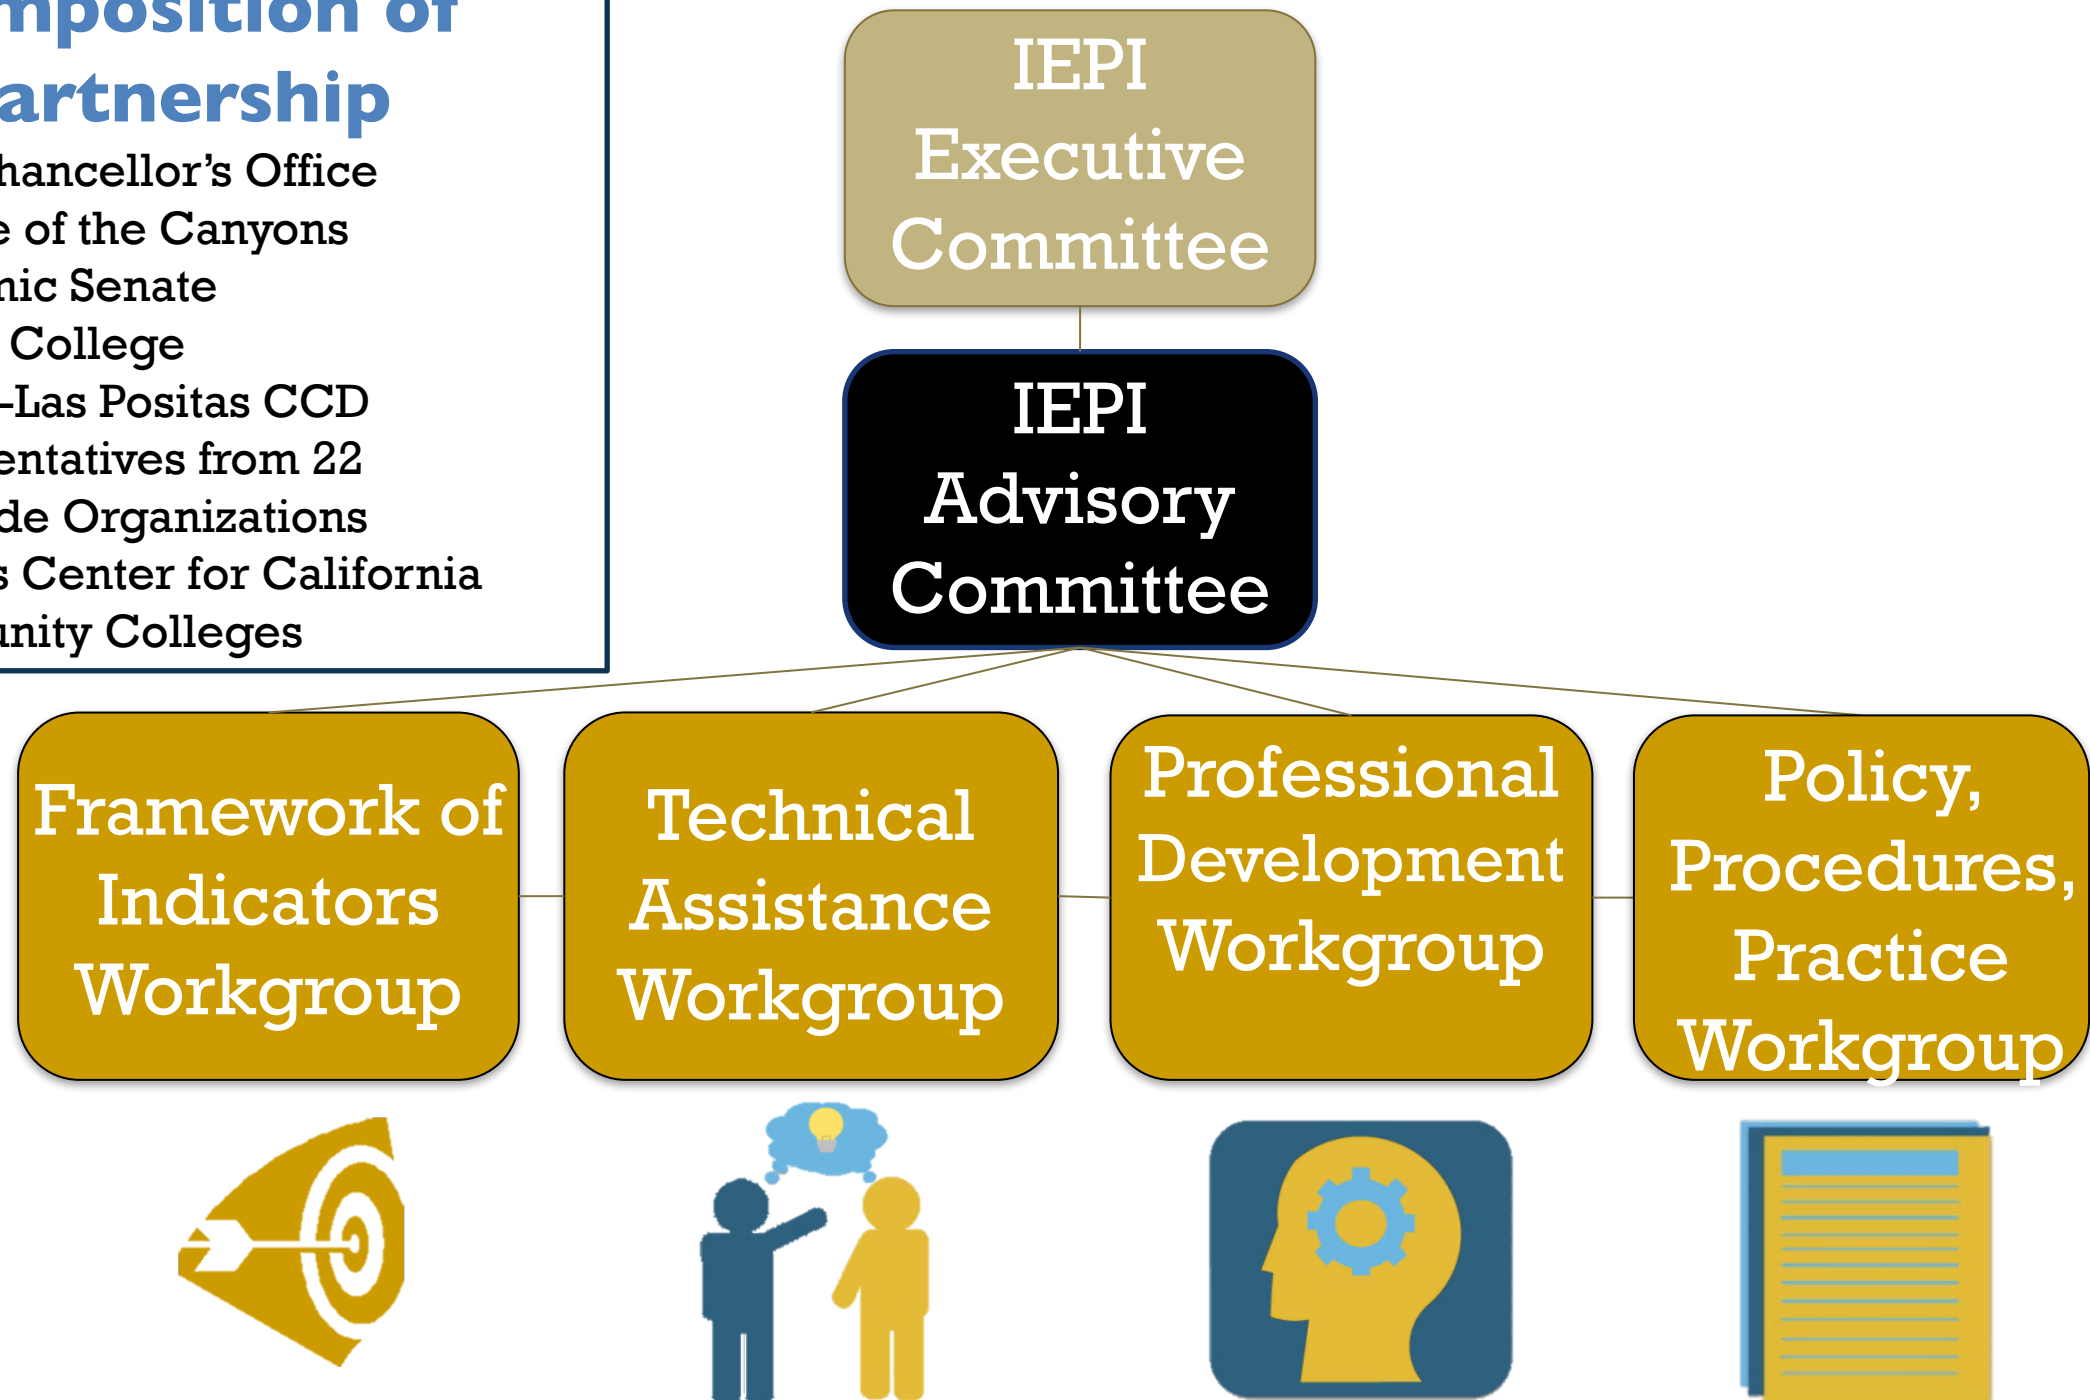 mposition of
artnership
hancellor's Office
e of the Canyons
nic Senate
College
-Las Positas CCD
entatives from 22
de Organizations
s Center for California
unity Colleges
IEPI
Executive
Committee
IEPI
Advisory
Committee
Framework of
Indicators
Workgroup
Technical
Assistance
Workgroup
Professional
Development
Workgroup
Policy,
Procedures,
Practice
Workgroup